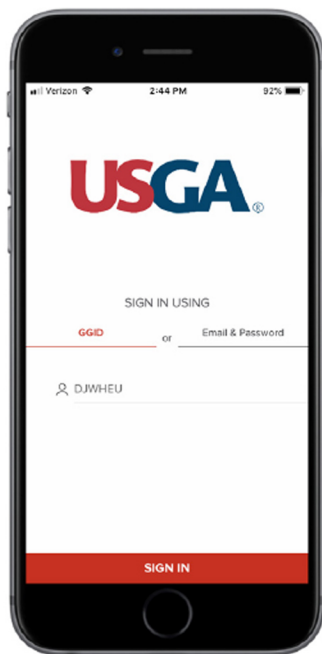 Verizon 2:44 PM 92%
USGA®
SIGN IN USING
GGID or Email & Password
DJWHEU
SIGN IN